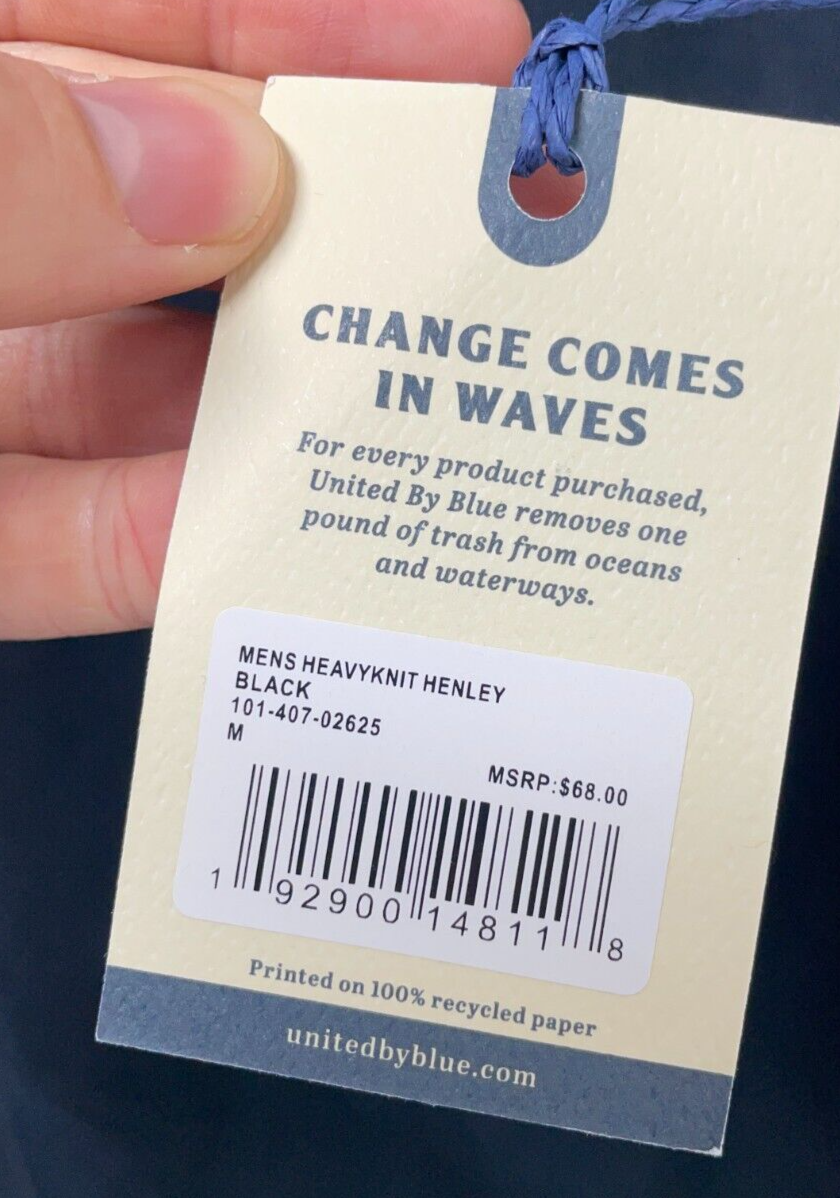 CHANGE COMES
IN WAVES
For every product purchased,
United By Blue removes one
pound of trash from oceans
and waterways.
MENS HEAVYKNIT HENLEY
BLACK
101-407-02625
M
MSRP:$68.00
1 92900 14811 8
Printed on 100% recycled paper
unitedbyblue.com